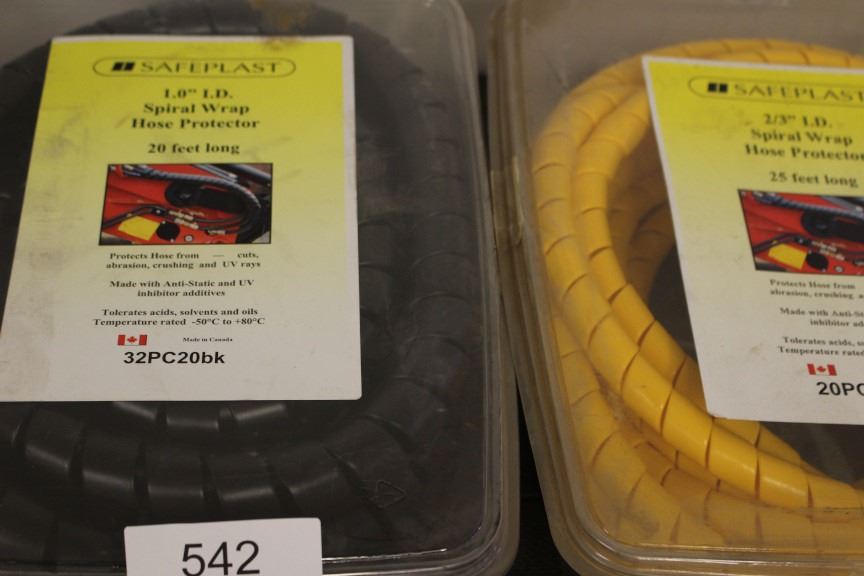 SAFEPLAST
1.0" I.D.
Spiral Wrap
Hose Protector
20 feet long
Protects Hose from — cuts,
abrasion, crushing and UV rays
Made with Anti-Static and UV
inhibitor additives
Tolerates acids, solvents and oils
Temperature rated -50°C to +80°C
Made in Canada
32PC20bk
542
SAFEPLAST
2/3" I.D.
Spiral Wrap
Hose Protector
25 feet long
Protects Hose from
abrasion, crushing
Made with Anti-St
inhibitor ad
Tolerates acids, so
Temperature rated
20PC